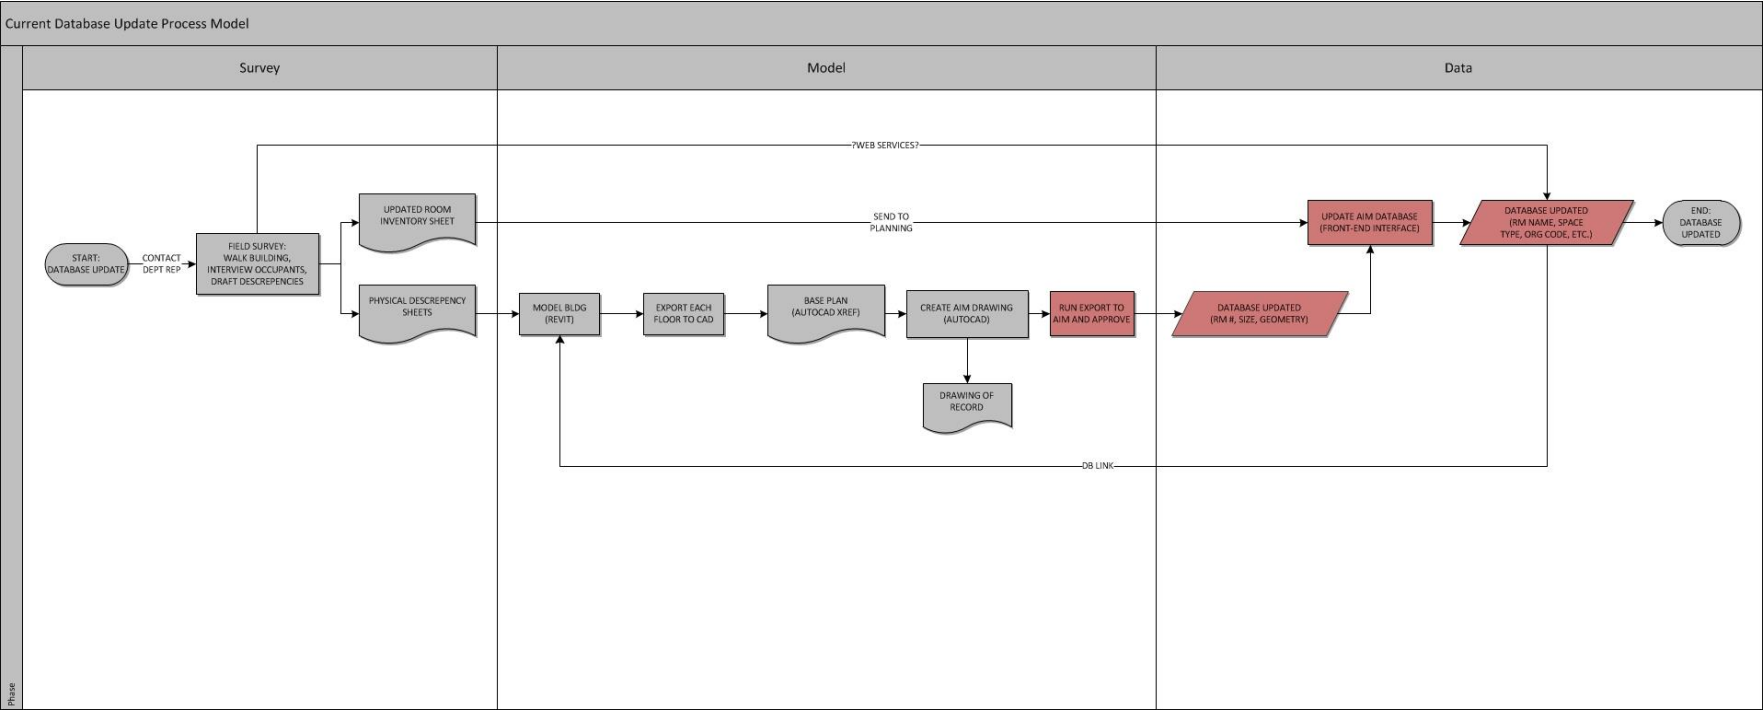 Current Database Update Process Model
Survey
Model
Data
?WEB SERVICES?
UPDATED ROOM
INVENTORY SHEET
SEND TO
PLANNING
UPDATE AIM DATABASE
(FRONT-END INTERFACE)
DATABASE UPDATED
(RM NAME, SPACE
TYPE, ORG CODE, ETC.)
END:
DATABASE
UPDATED
START:
DATABASE UPDATE
CONTACT
DEPT REP
FIELD SURVEY:
WALK BUILDING,
INTERVIEW OCCUPANTS,
DRAFT DESCREPENCIES
PHYSICAL DESCREPENCY
SHEETS
MODEL BLDG
(REVIT)
EXPORT EACH
FLOOR TO CAD
BASE PLAN
(AUTOCAD XREF)
CREATE AIM DRAWING
(AUTOCAD)
RUN EXPORT TO
AIM AND APPROVE
DATABASE UPDATED
(RM #, SIZE, GEOMETRY)
DRAWING OF
RECORD
DB LINK
Phase